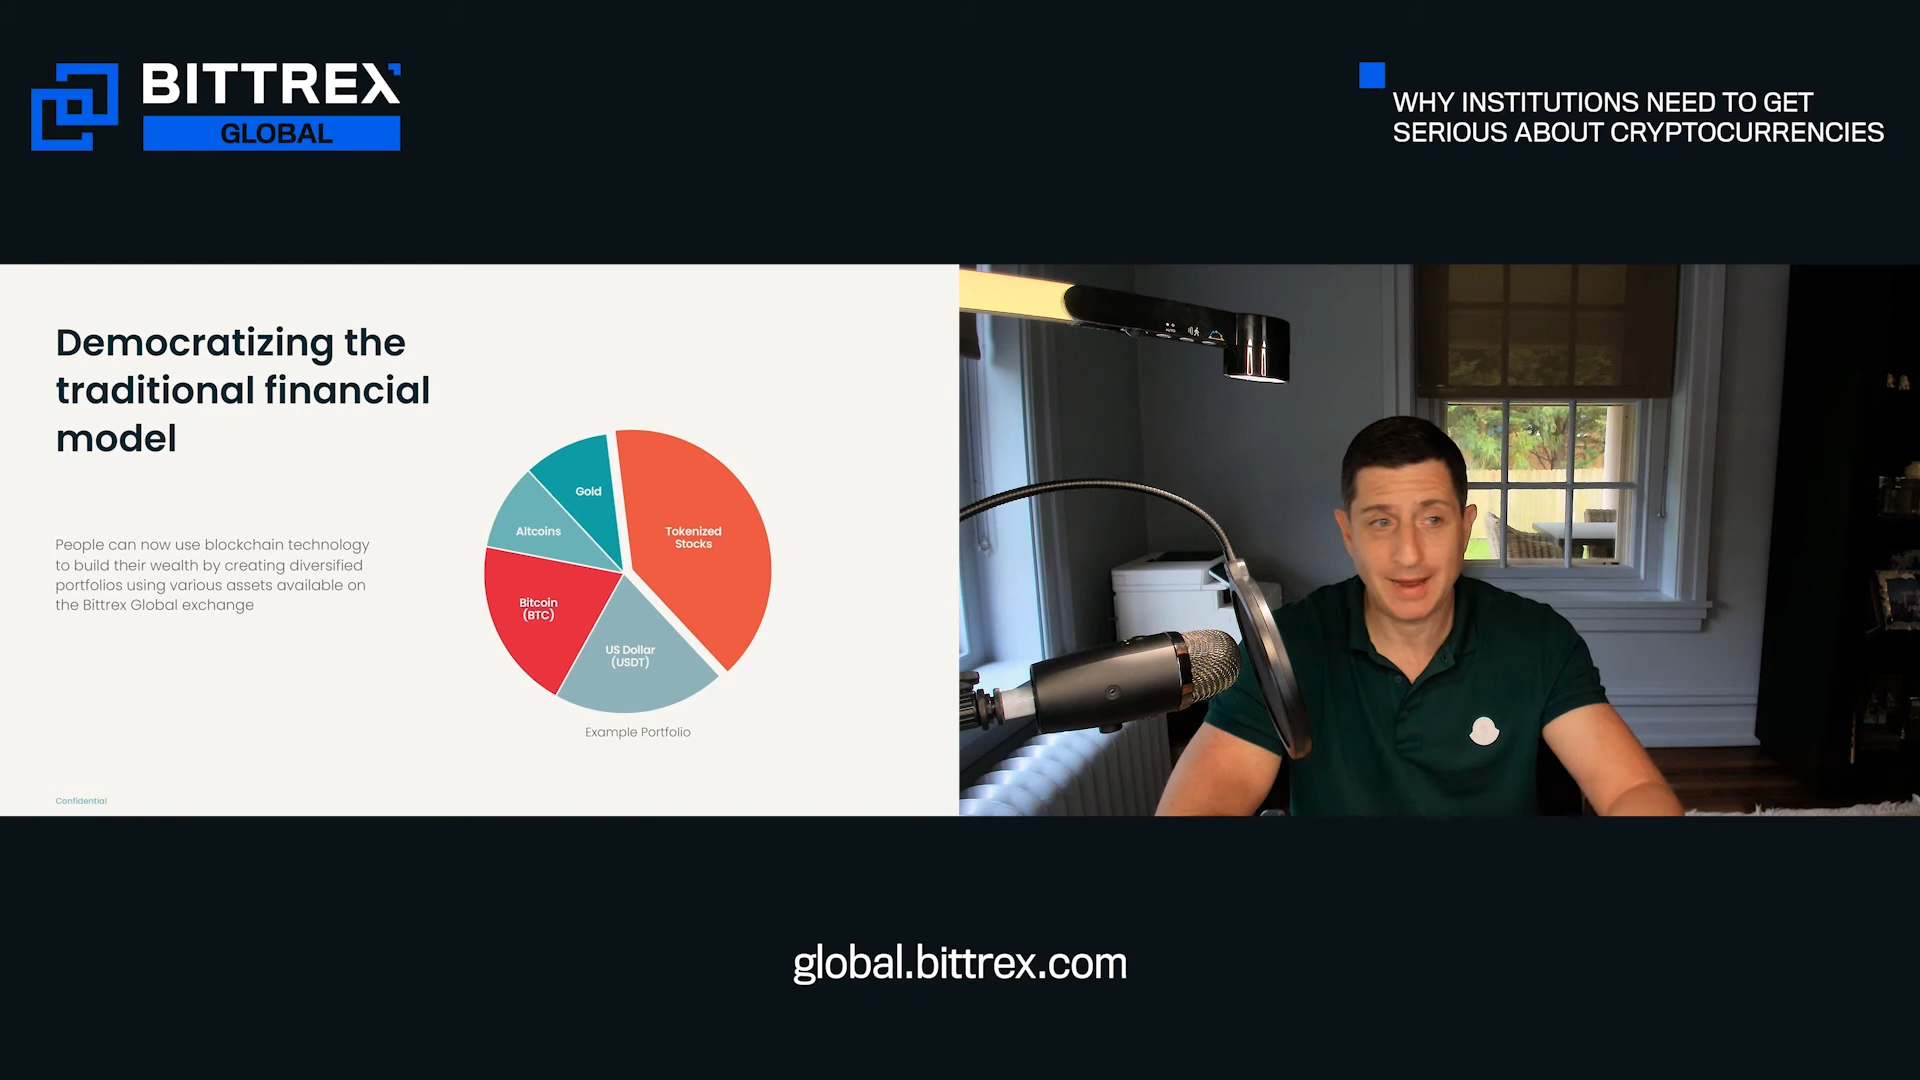 BITTREX
GLOBAL
WHY INSTITUTIONS NEED TO GET
SERIOUS ABOUT CRYPTOCURRENCIES
Democratizing the
traditional financial
model
People can now use blockchain technology
to build their wealth by creating diversified
portfolios using various assets available on
the Bittrex Global exchange
Gold
Tokenized
Stocks
Altcoins
Bitcoin
(BTC)
US Dollar
(USDT)
Example Portfolio
Confidential
global.bittrex.com